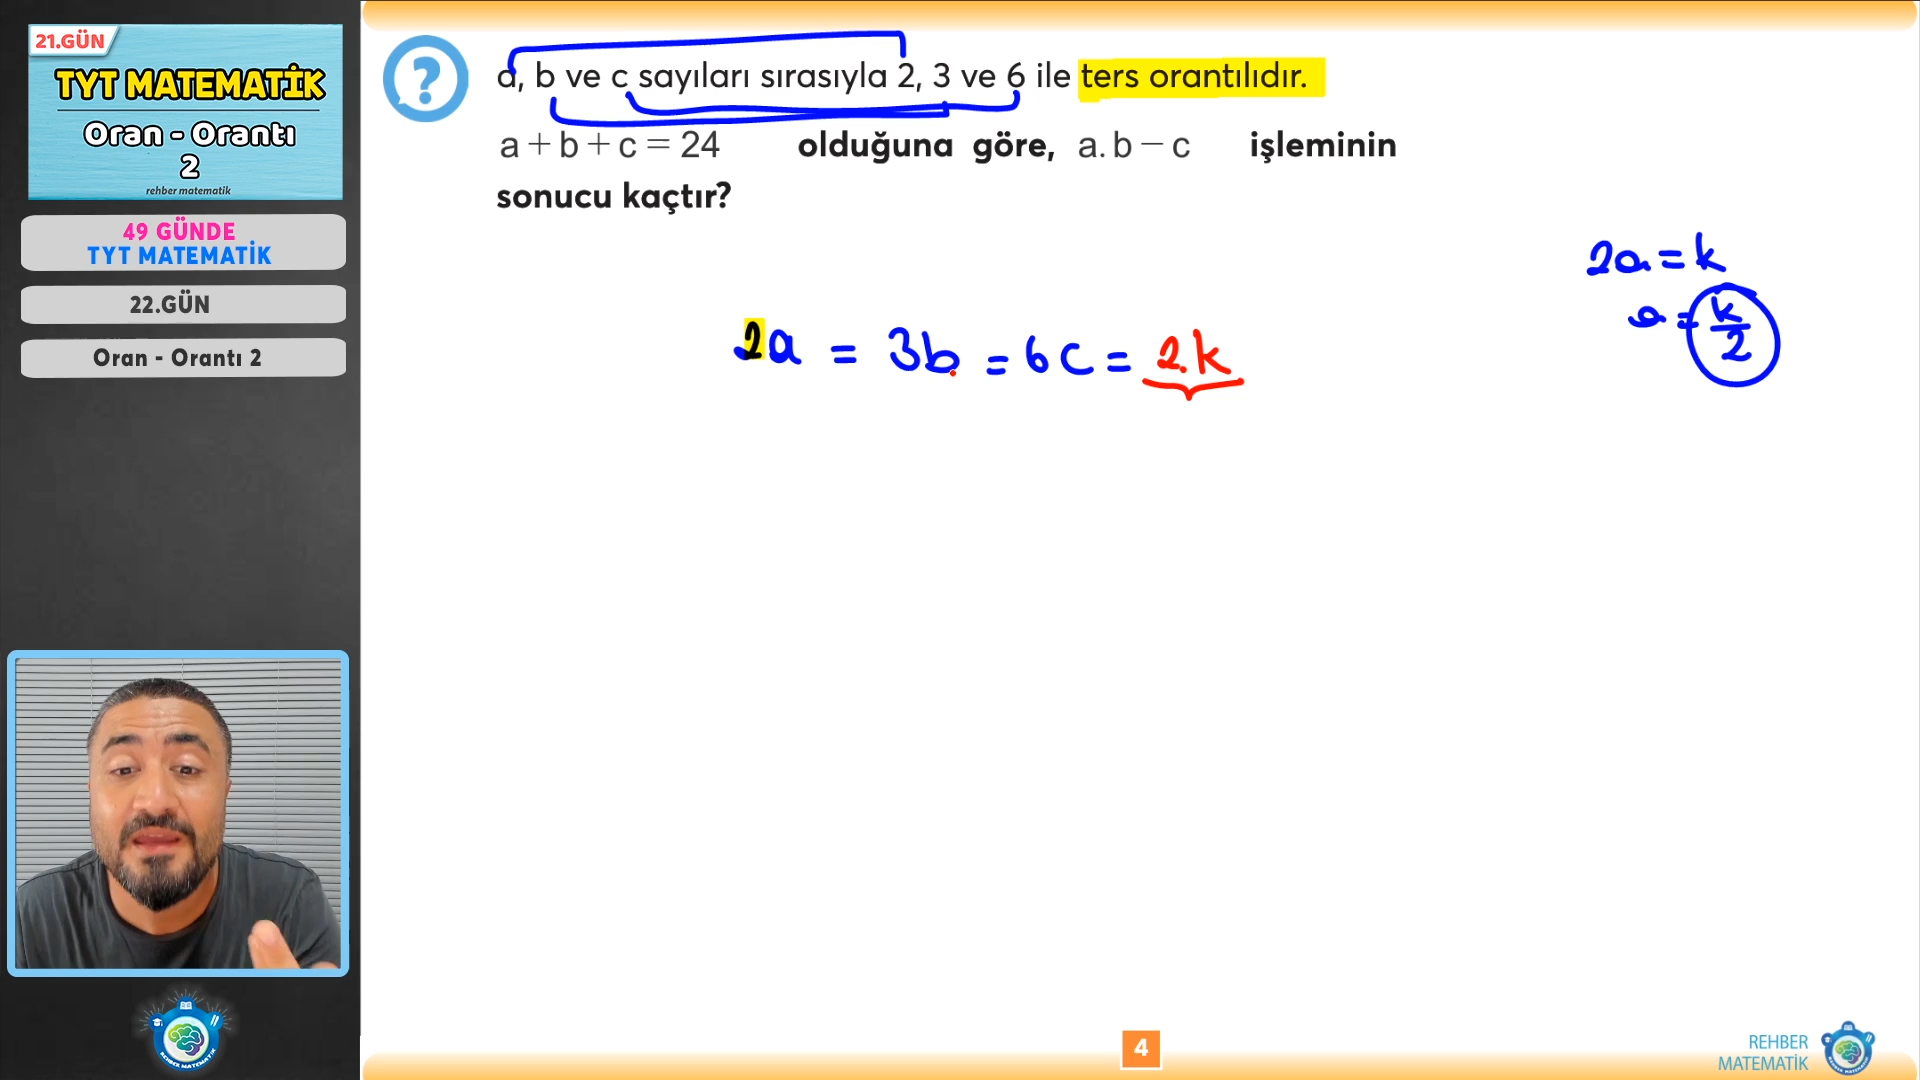 21.GÜN
TYT MATEMATİK
Oran - Orantı
2
rehber matematik
49 GÜNDE
TYT MATEMATİK
22.GÜN
Oran - Orantı 2
?
a, b ve c sayıları sırasıyla 2, 3 ve 6 ile ters orantılıdır.
a + b + c = 24 olduğuna göre, a . b − c işleminin
sonucu kaçtır?
2a = k
a = k/2
2a = 3b = 6c = 2.k
4
REHBER
MATEMATİK
REHBER MATEMATİK